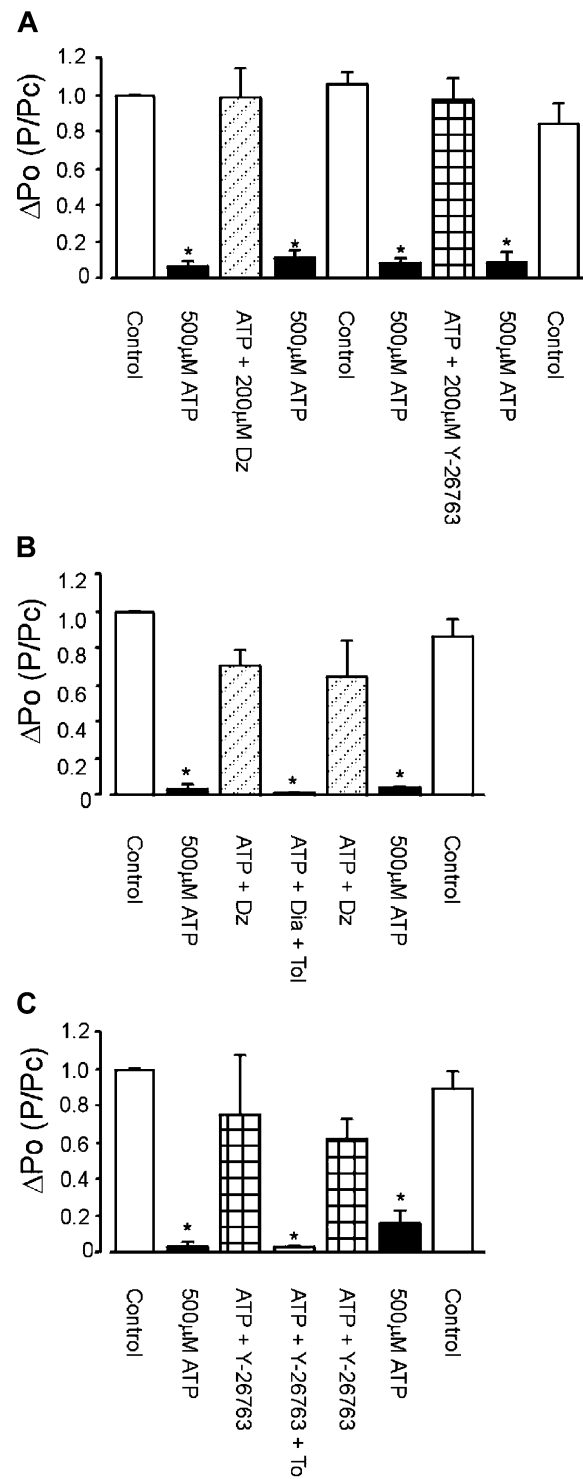 A
ΔPo (P/Pc)
1.2
1.0
0.8
0.6
0.4
0.2
0
*
*
*
*
Control
500μM ATP
ATP + 200μM Dz
500μM ATP
Control
500μM ATP
ATP + 200μM Y-26763
500μM ATP
Control
B
ΔPo (P/Pc)
1.2
1.0
0.8
0.6
0.4
0.2
0
*
*
*
Control
500μM ATP
ATP + Dz
ATP + Dia + Tol
ATP + Dz
500μM ATP
Control
C
ΔPo (P/Pc)
1.2
1.0
0.8
0.6
0.4
0.2
0
*
*
*
Control
500μM ATP
ATP + Y-26763
ATP + Y-26763 + To
ATP + Y-26763
500μM ATP
Control